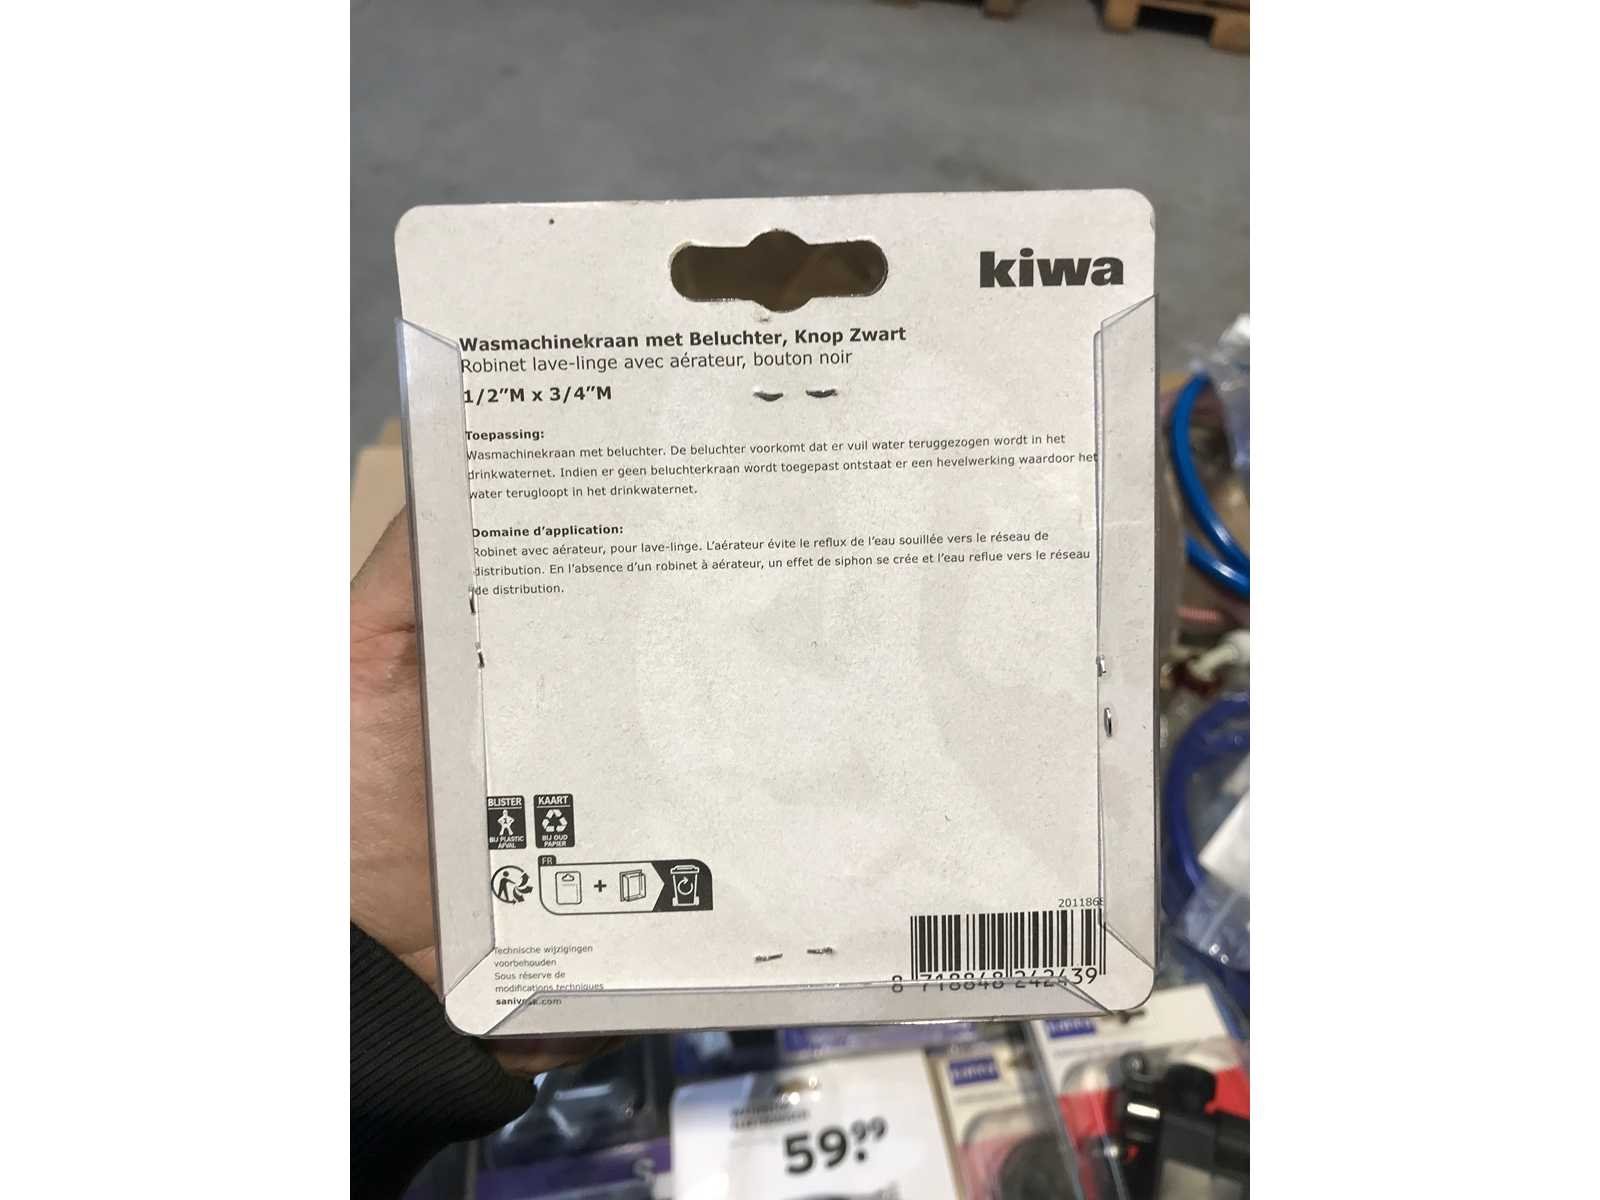 kiwa
Wasmachinekraan met Beluchter, Knop Zwart
Robinet lave-linge avec aérateur, bouton noir
1/2”M x 3/4”M
Toepassing:
Wasmachinekraan met beluchter. De beluchter voorkomt dat er vuil water teruggezogen wordt in het
drinkwaternet. Indien er geen beluchterkraan wordt toegepast ontstaat er een hevelwerking waardoor het
water terugloopt in het drinkwaternet.
Domaine d’application:
Robinet avec aérateur, pour lave-linge. L’aérateur évite le reflux de l’eau souillée vers le réseau de
distribution. En l’absence d’un robinet à aérateur, un effet de siphon se crée et l’eau reflue vers le réseau
de distribution.
BLISTER
BIJ PLASTIC
AFVAL
KAART
BIJ OUD
PAPIER
FR
+
201186
8 718848 242439
Technische wijzigingen
voorbehouden
Sous réserve de
modifications techniques
59.99